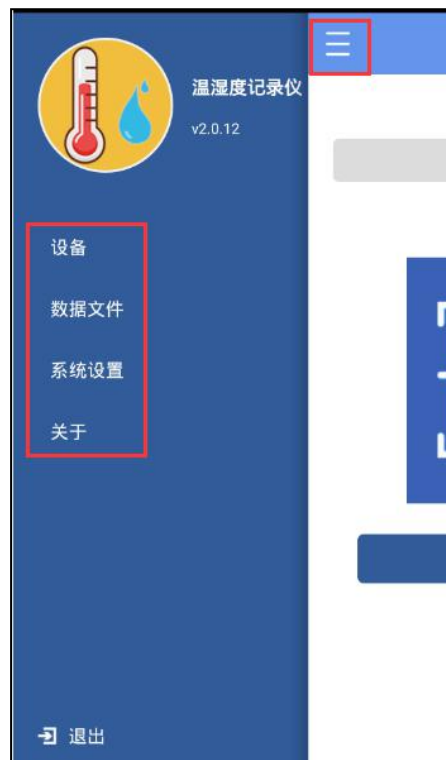 温湿度记录仪
v2.0.12
设备
数据文件
系统设置
关于
退出